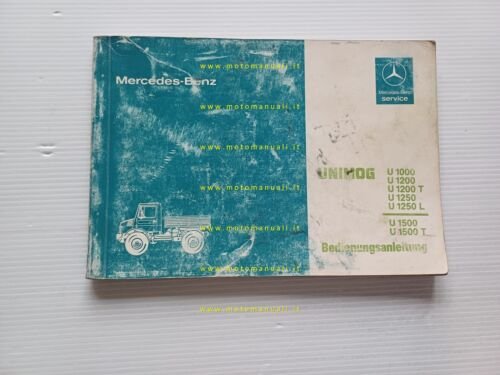 Mercedes-Benz
Mercedes-Benz
service
UNIMOG
U 1000
U 1200
U 1200 T
U 1250
U 1250 L
U 1500
U 1500 T
Bedienungsanleitung
www.motomanuali.it
www.motomanuali.it
www.motomanuali.it
www.motomanuali.it
www.motomanuali.it
www.motomanuali.it
www.motomanuali.it